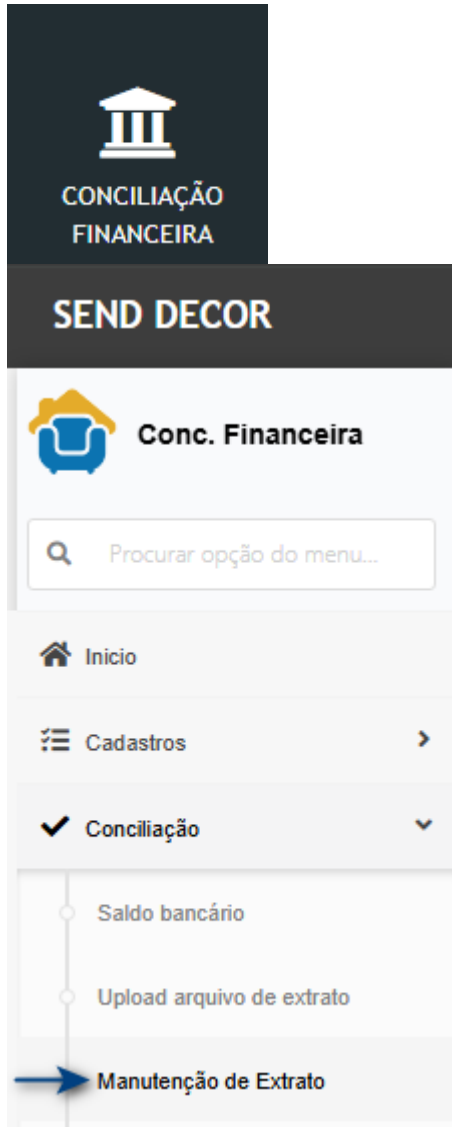 CONCILIAÇÃO
FINANCEIRA
SEND DECOR
Conc. Financeira
Procurar opção do menu...
Inicio
Cadastros
Conciliação
Saldo bancário
Upload arquivo de extrato
Manutenção de Extrato